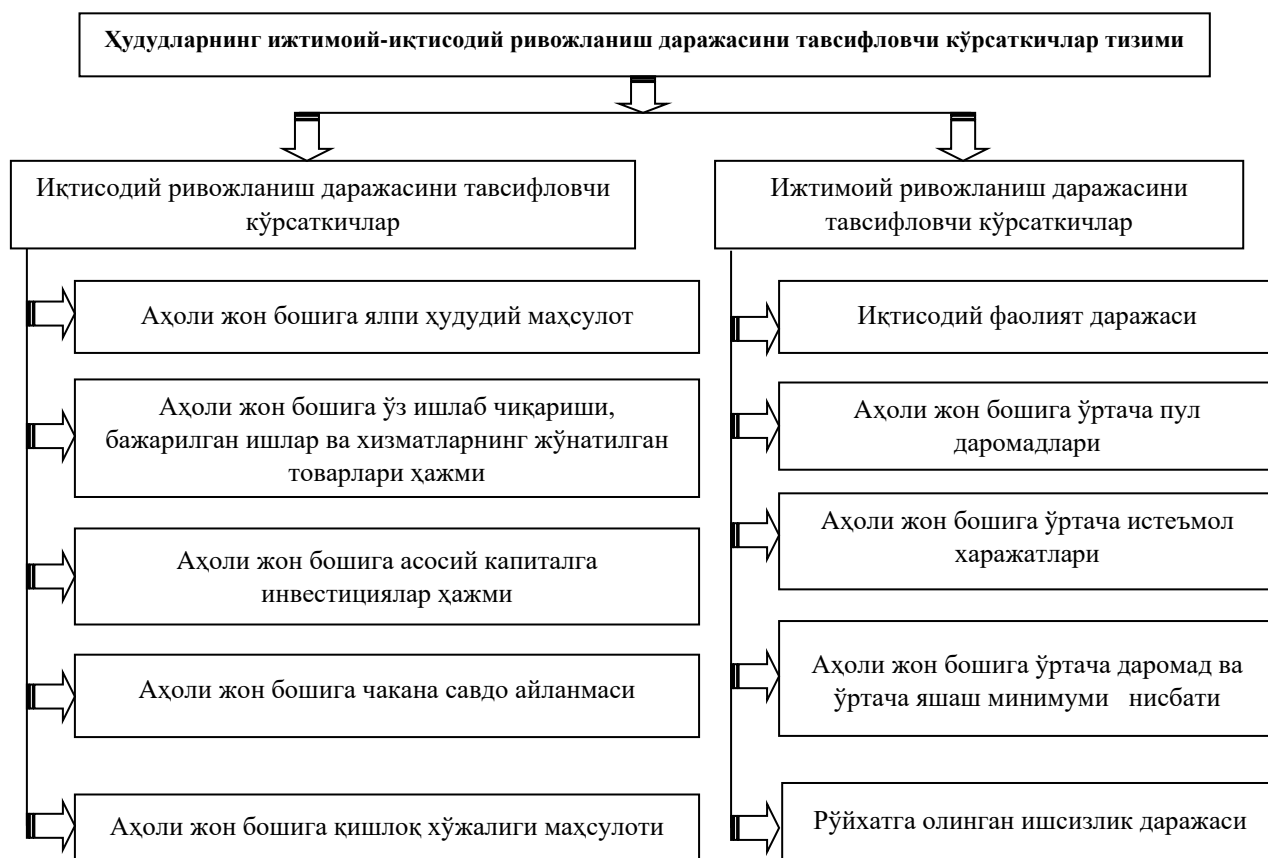 Ҳудудларнинг ижтимоий-иқтисодий ривожланиш даражасини тавсифловчи кўрсаткичлар тизими
Иқтисодий ривожланиш даражасини тавсифловчи
кўрсаткичлар
Аҳоли жон бошига ялпи ҳудудий маҳсулот
Аҳоли жон бошига ўз ишлаб чиқариши,
бажарилган ишлар ва хизматларнинг жўнатилган
товарлари ҳажми
Аҳоли жон бошига асосий капиталга
инвестициялар ҳажми
Аҳоли жон бошига чакана савдо айланмаси
Аҳоли жон бошига қишлоқ хўжалиги маҳсулоти
Ижтимоий ривожланиш даражасини
тавсифловчи кўрсаткичлар
Иқтисодий фаолият даражаси
Аҳоли жон бошига ўртача пул
даромадлари
Аҳоли жон бошига ўртача истеъмол
харажатлари
Аҳоли жон бошига ўртача даромад ва
ўртача яшаш минимуми нисбати
Рўйхатга олинган ишсизлик даражаси